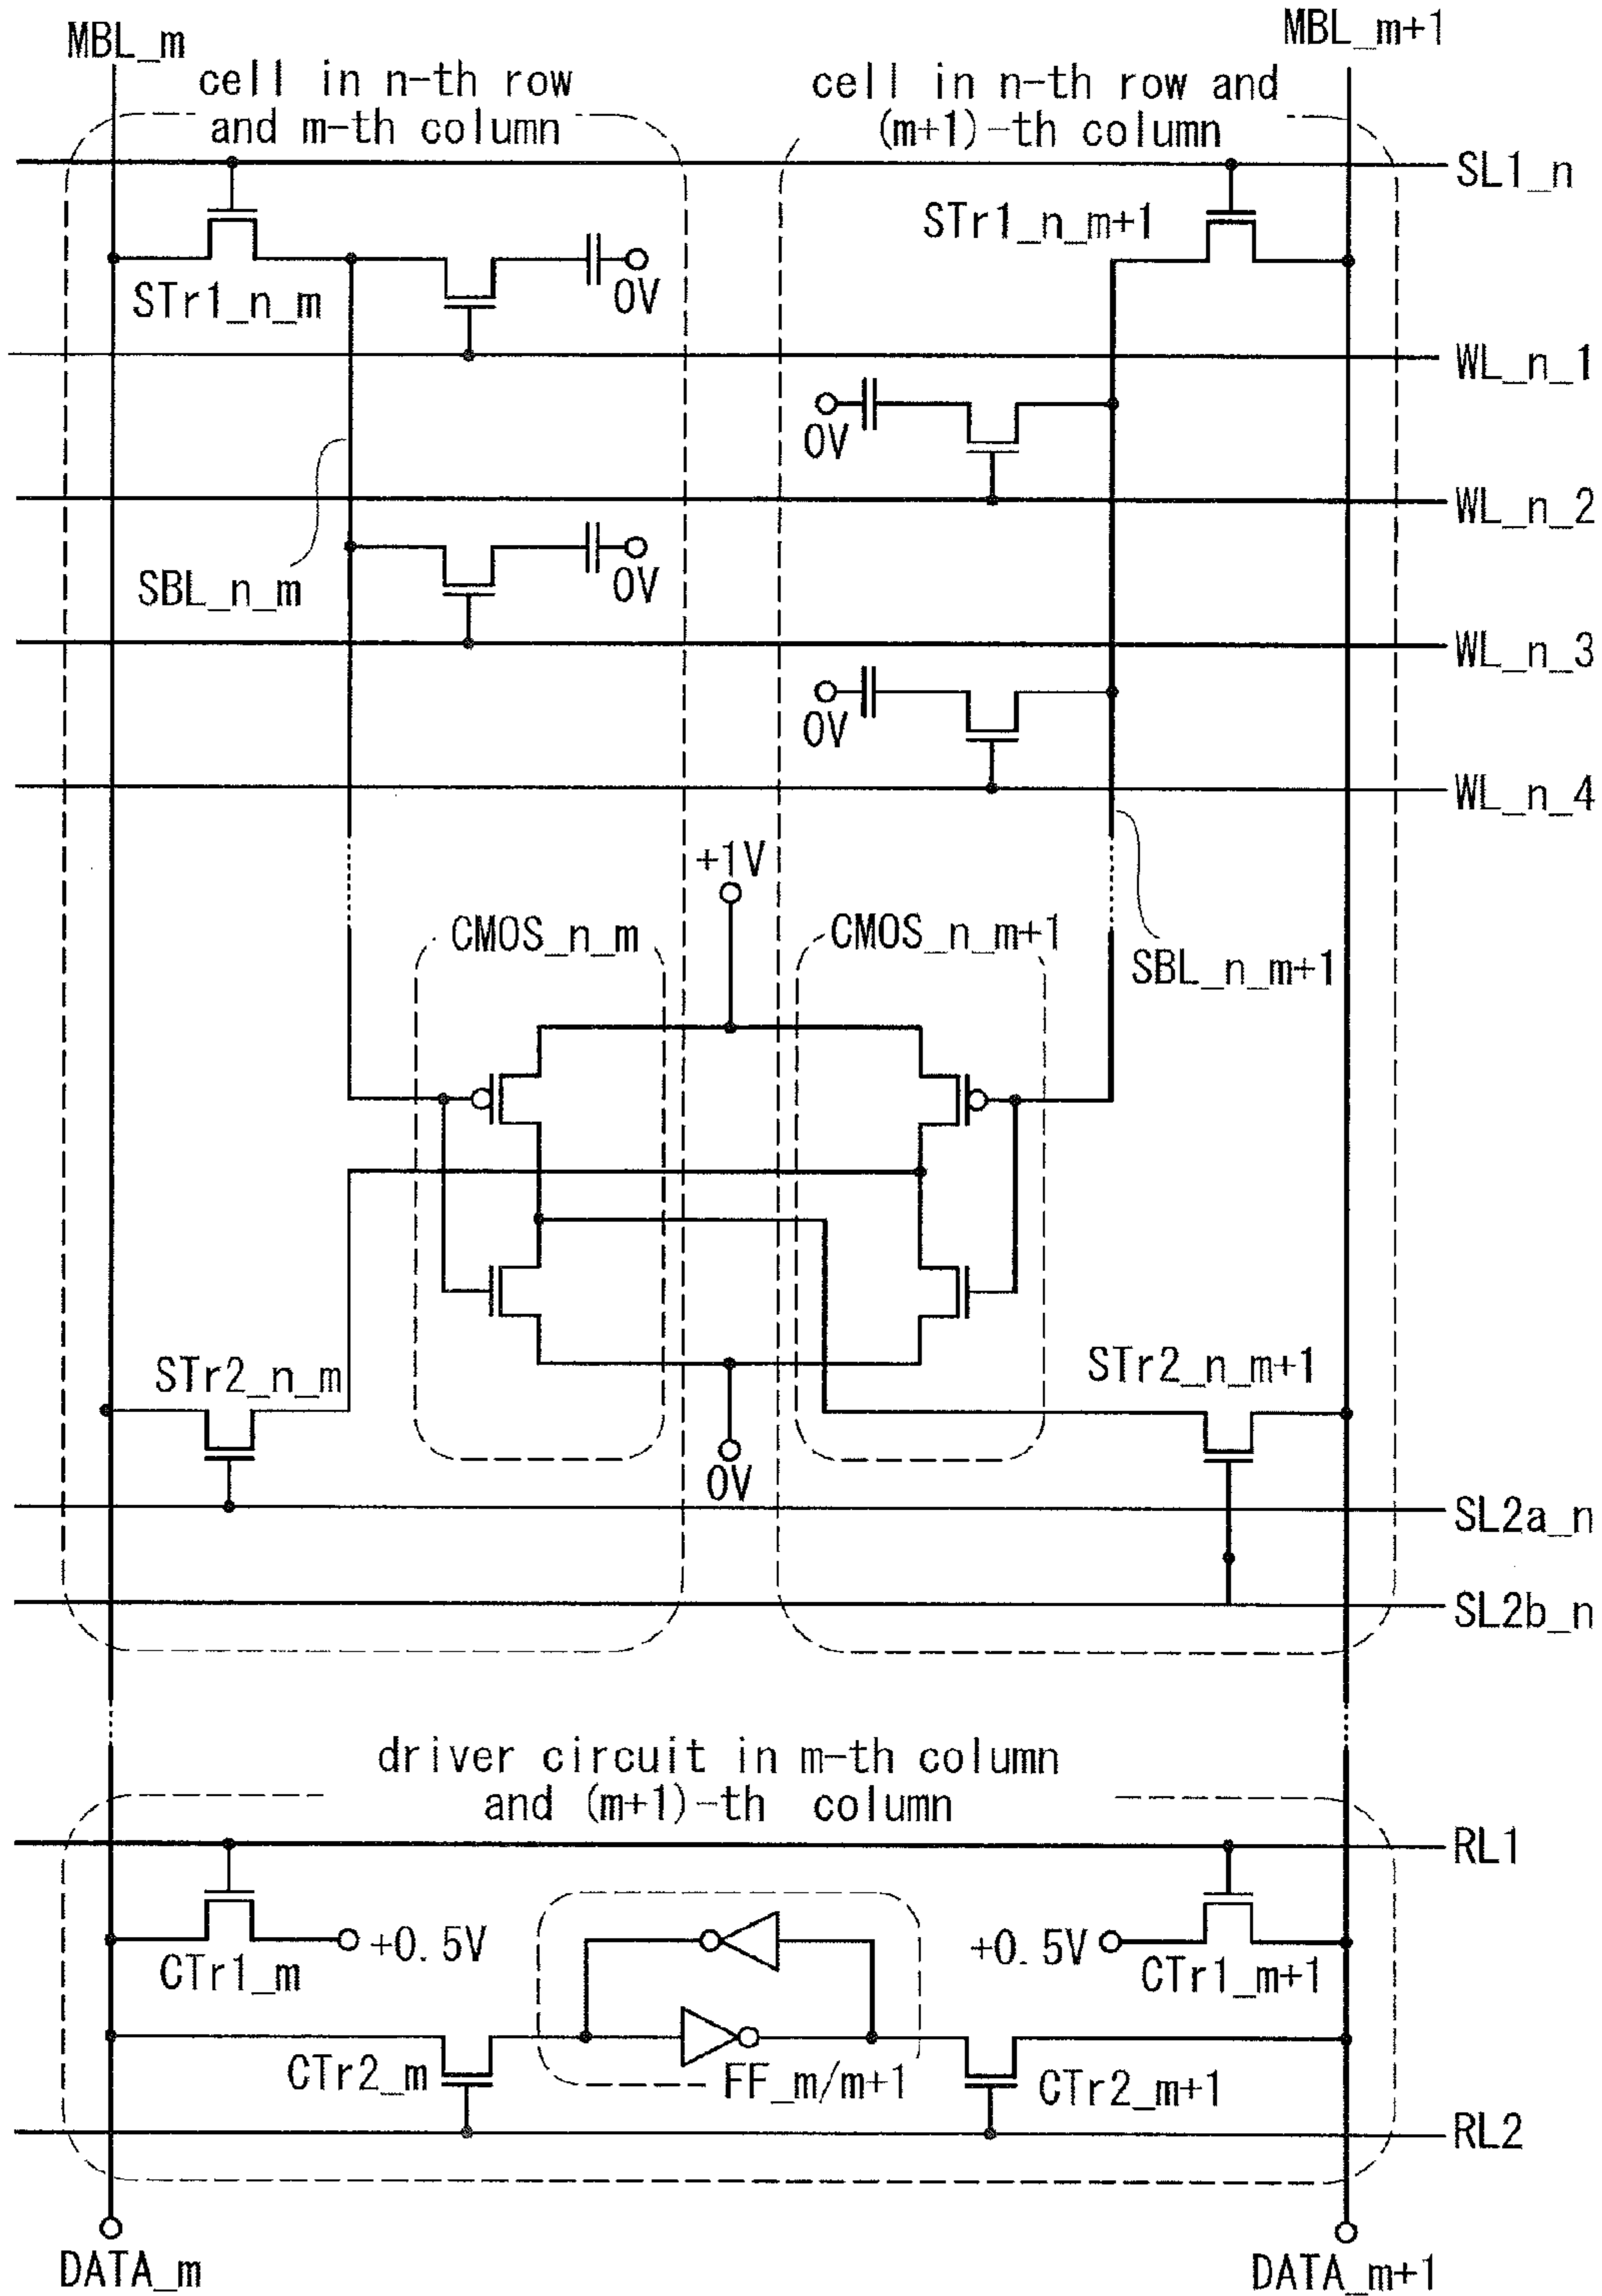 MBL_m
MBL_m+1
cell in n-th row
and m-th column
cell in n-th row and
(m+1)-th column
SL1_n
STr1_n_m+1
STr1_n_m
0V
WL_n_1
0V
WL_n_2
SBL_n_m
0V
WL_n_3
0V
WL_n_4
+1V
CMOS_n_m
CMOS_n_m+1
SBL_n_m+1
STr2_n_m
STr2_n_m+1
0V
SL2a_n
SL2b_n
driver circuit in m-th column
and (m+1)-th column
RL1
+0.5V
+0.5V
CTr1_m
CTr1_m+1
CTr2_m
FF_m/m+1
CTr2_m+1
RL2
DATA_m
DATA_m+1